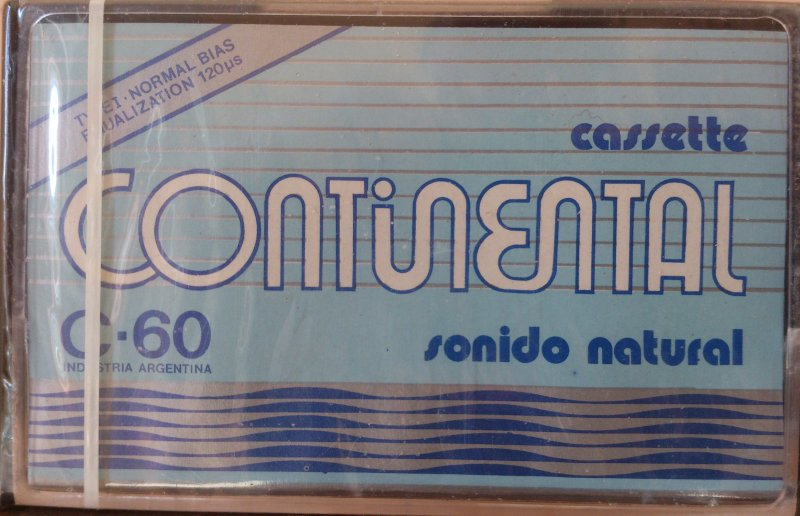 TYPE I · NORMAL BIAS
EQUALIZATION 120µs
cassette
CONTiNENTAL
C-60
INDUSTRIA ARGENTINA
sonido natural